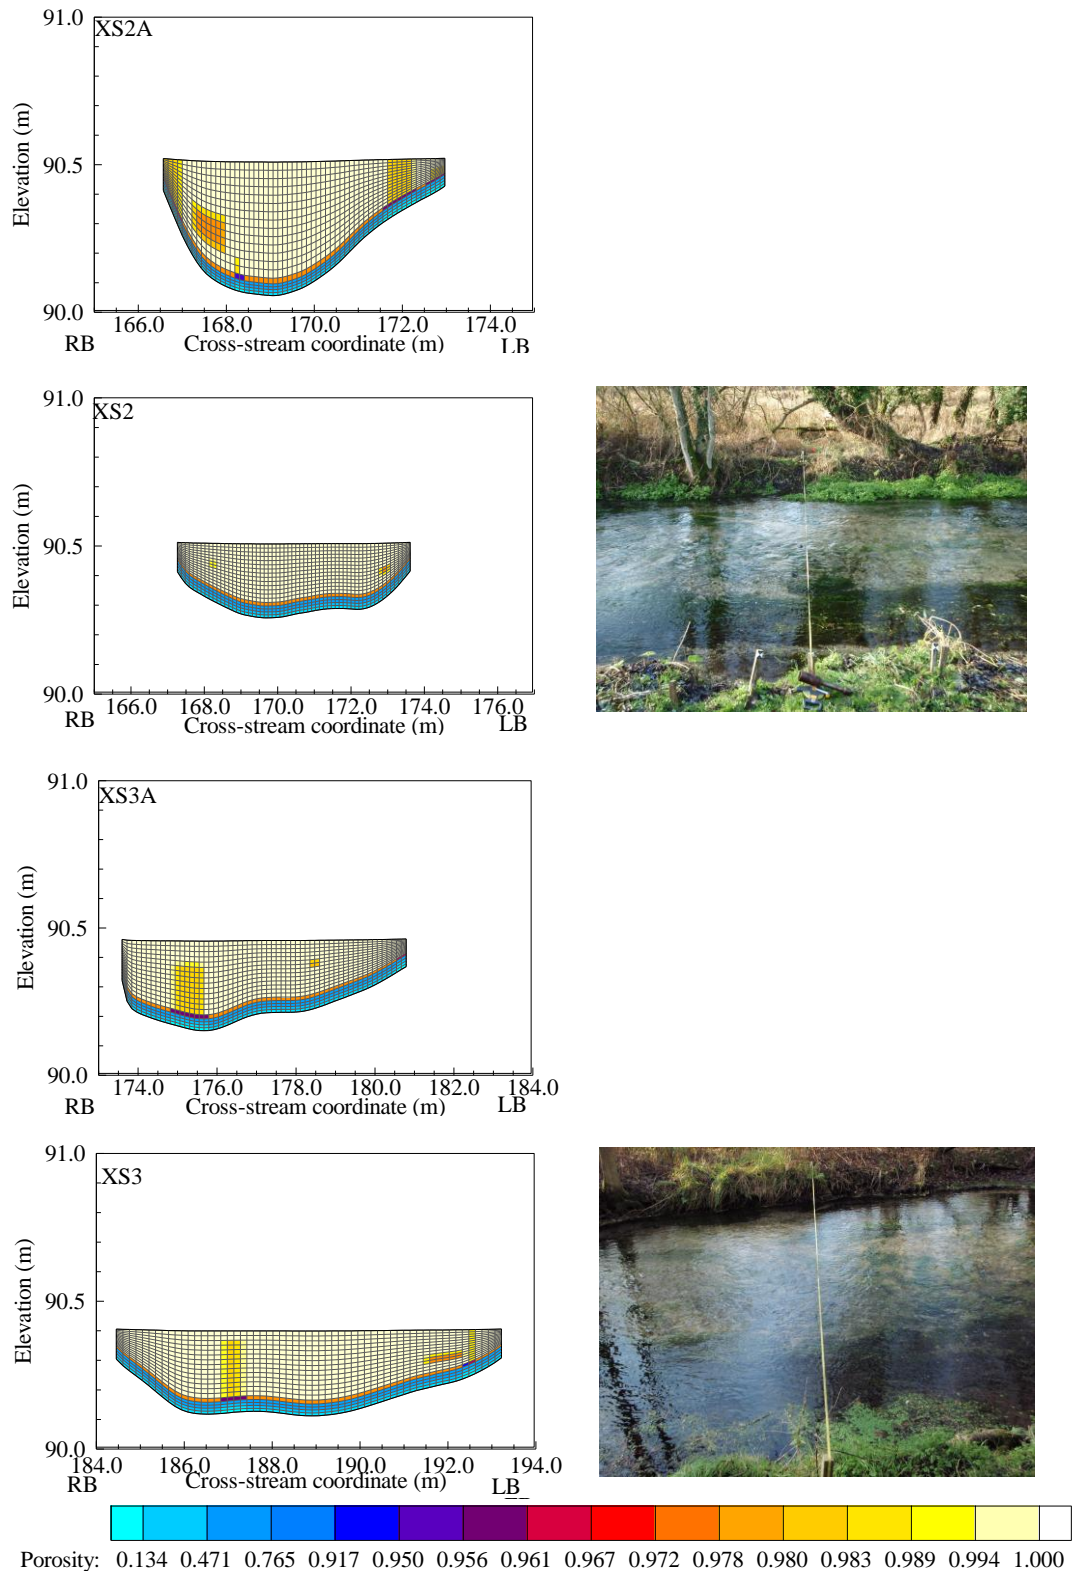 91.0
XS2A
Elevation (m)
90.5
90.0
166.0 168.0 170.0 172.0 174.0
RB Cross-stream coordinate (m) LB
91.0
XS2
Elevation (m)
90.5
90.0
166.0 168.0 170.0 172.0 174.0 176.0
RB Cross-stream coordinate (m) LB
91.0
XS3A
Elevation (m)
90.5
90.0
174.0 176.0 178.0 180.0 182.0 184.0
RB Cross-stream coordinate (m) LB
91.0
XS3
Elevation (m)
90.5
90.0
184.0 186.0 188.0 190.0 192.0 194.0
RB Cross-stream coordinate (m) LB
Porosity: 0.134 0.471 0.765 0.917 0.950 0.956 0.961 0.967 0.972 0.978 0.980 0.983 0.989 0.994 1.000